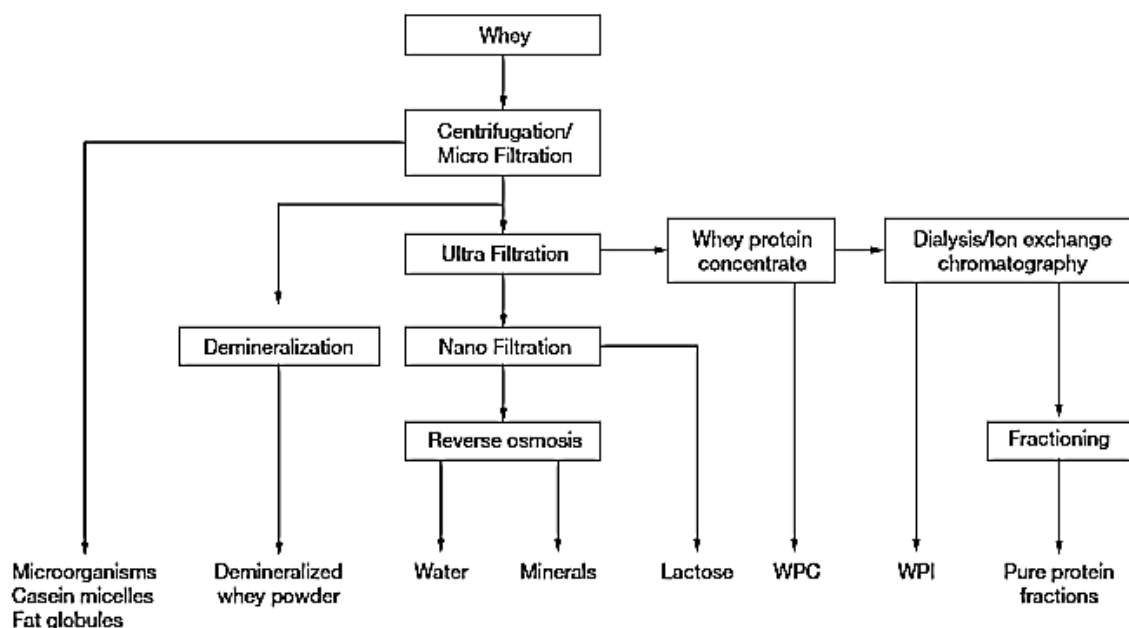 Whey
Centrifugation/
Micro Filtration
Ultra Filtration
Whey protein
concentrate
Dialysis/Ion exchange
chromatography
Demineralization
Nano Filtration
Reverse osmosis
Fractioning
Microorganisms
Casein micelles
Fat globules
Demineralized
whey powder
Water
Minerals
Lactose
WPC
WPI
Pure protein
fractions